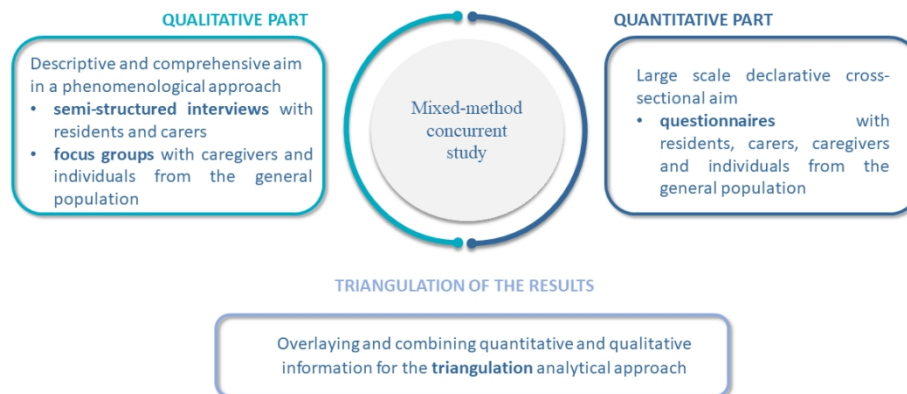 QUALITATIVE PART
Descriptive and comprehensive aim
in a phenomenological approach
• semi-structured interviews with
residents and carers
• focus groups with caregivers and
individuals from the general
population
Mixed-method
concurrent
study
QUANTITATIVE PART
Large scale declarative cross-
sectional aim
• questionnaires with
residents, carers, caregivers
and individuals from the
general population
TRIANGULATION OF THE RESULTS
Overlaying and combining quantitative and qualitative
information for the triangulation analytical approach